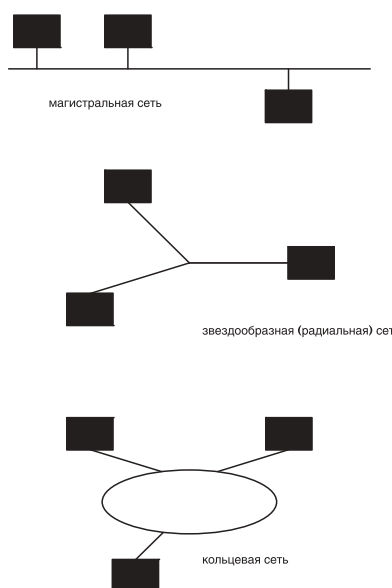 магистральная сеть
звездообразная (радиальная) сет
кольцевая сеть